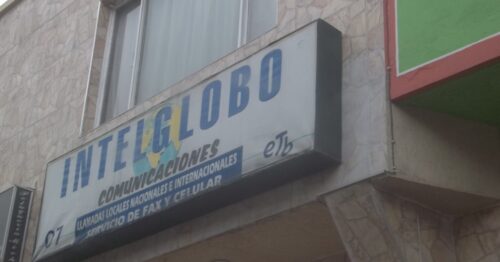 INTELGLOBO
COMUNICACIONES
LLAMADAS LOCALES NACIONALES E INTERNACIONALES
SERVICIO DE FAX Y CELULAR
eTb